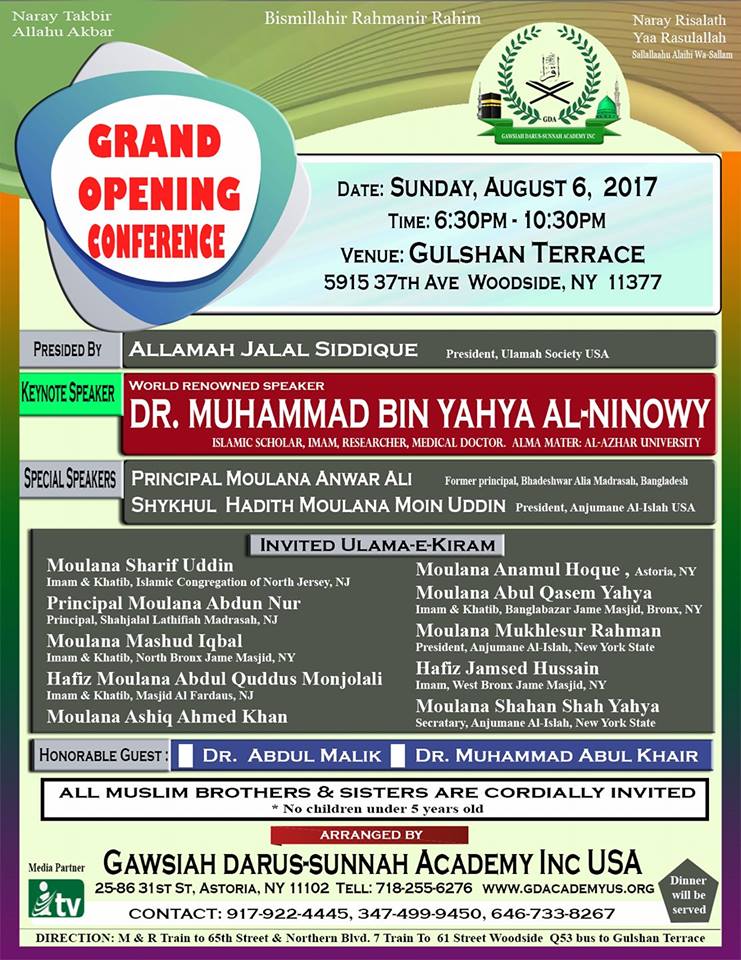 Naray Takbir
Allahu Akbar
Bismillahir Rahmanir Rahim
Naray Risalath
Yaa Rasulallah
Sallallaahu Alaihi Wa-Sallam
GDA
GAWSIAH DARUS-SUNNAH ACADEMY INC
GRAND
OPENING
CONFERENCE
DATE: SUNDAY, AUGUST 6, 2017
TIME: 6:30PM - 10:30PM
VENUE: GULSHAN TERRACE
5915 37TH AVE WOODSIDE, NY 11377
PRESIDED BY
ALLAMAH JALAL SIDDIQUE President, Ulamah Society USA
KEYNOTE SPEAKER
WORLD RENOWNED SPEAKER
DR. MUHAMMAD BIN YAHYA AL-NINOWY
ISLAMIC SCHOLAR, IMAM, RESEARCHER, MEDICAL DOCTOR. ALMA MATER: AL-AZHAR UNIVERSITY
SPECIAL SPEAKERS
PRINCIPAL MOULANA ANWAR ALI Former principal, Bhadeshwar Alia Madrasah, Bangladesh
SHYKHUL HADITH MOULANA MOIN UDDIN President, Anjumane Al-Islah USA
INVITED ULAMA-E-KIRAM
Moulana Sharif Uddin
Imam & Khatib, Islamic Congregation of North Jersey, NJ
Principal Moulana Abdun Nur
Principal, Shahjalal Lathifiah Madrasah, NJ
Moulana Mashud Iqbal
Imam & Khatib, North Bronx Jame Masjid, NY
Hafiz Moulana Abdul Quddus Monjolali
Imam & Khatib, Masjid Al Fardaus, NJ
Moulana Ashiq Ahmed Khan
Moulana Anamul Hoque , Astoria, NY
Moulana Abul Qasem Yahya
Imam & Khatib, Banglabazar Jame Masjid, Bronx, NY
Moulana Mukhlesur Rahman
President, Anjumane Al-Islah, New York State
Hafiz Jamsed Hussain
Imam, West Bronx Jame Masjid, NY
Moulana Shahan Shah Yahya
Secratary, Anjumane Al-Islah, New York State
HONORABLE GUEST : DR. ABDUL MALIK DR. MUHAMMAD ABUL KHAIR
ALL MUSLIM BROTHERS & SISTERS ARE CORDIALLY INVITED
* No children under 5 years old
ARRANGED BY
Media Partner
itv
GAWSIAH DARUS-SUNNAH ACADEMY INC USA
25-86 31ST ST, ASTORIA, NY 11102 TELL: 718-255-6276 WWW.GDACADEMYUS.ORG
CONTACT: 917-922-4445, 347-499-9450, 646-733-8267
Dinner
will be
served
DIRECTION: M & R Train to 65th Street & Northern Blvd. 7 Train To 61 Street Woodside Q53 bus to Gulshan Terrace